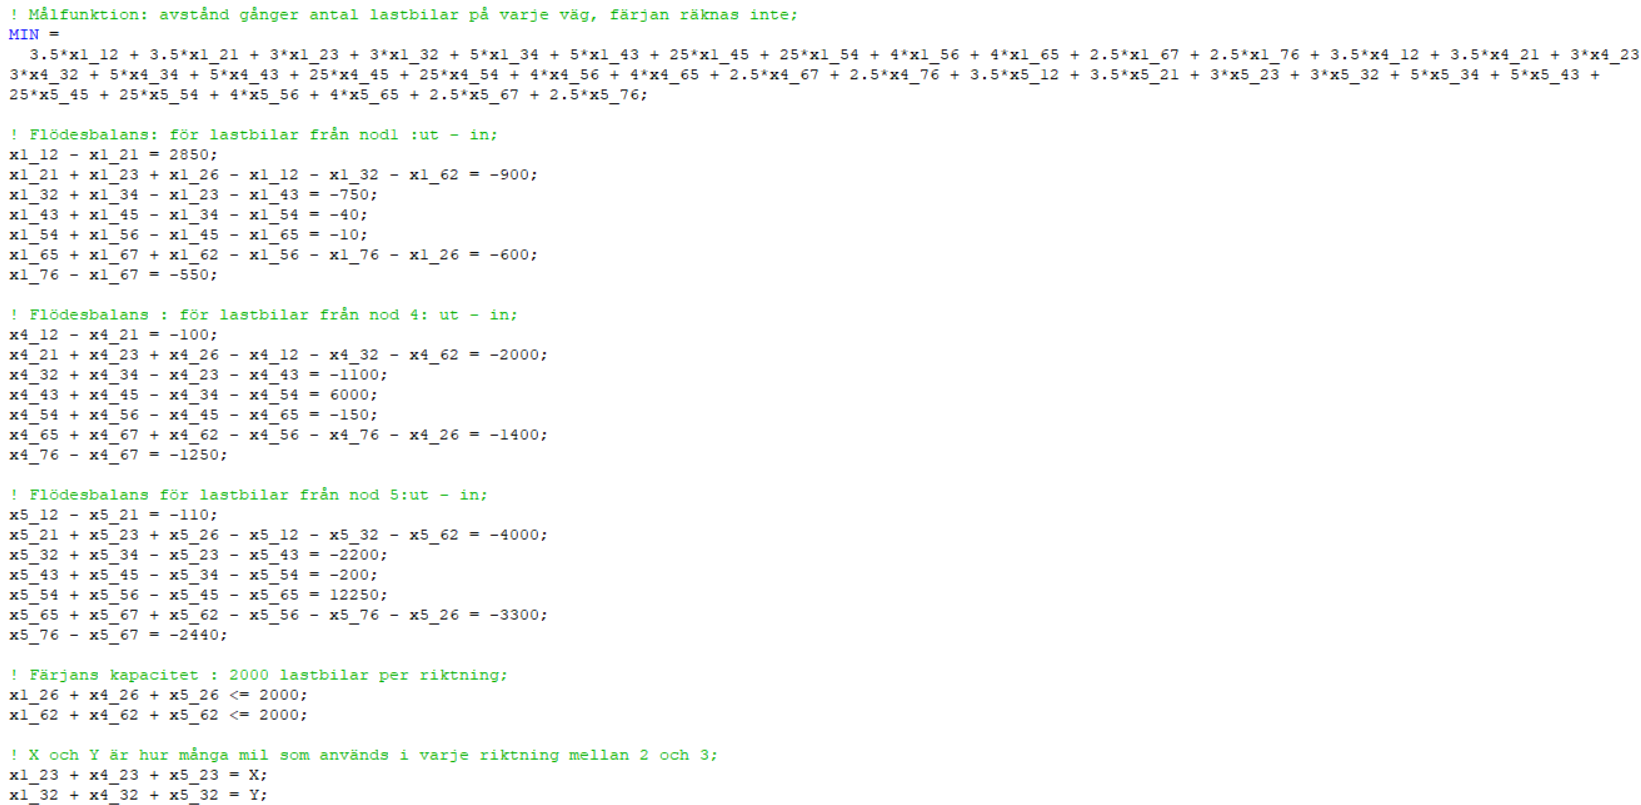 ! Målfunktion: avstånd gånger antal lastbilar på varje väg, färjan räknas inte;
MIN =
3.5*x1_12 + 3.5*x1_21 + 3*x1_23 + 3*x1_32 + 5*x1_34 + 5*x1_43 + 25*x1_45 + 25*x1_54 + 4*x1_56 + 4*x1_65 + 2.5*x1_67 + 2.5*x1_76 + 3.5*x4_12 + 3.5*x4_21 + 3*x4_23
3*x4_32 + 5*x4_34 + 5*x4_43 + 25*x4_45 + 25*x4_54 + 4*x4_56 + 4*x4_65 + 2.5*x4_67 + 2.5*x4_76 + 3.5*x5_12 + 3.5*x5_21 + 3*x5_23 + 3*x5_32 + 5*x5_34 + 5*x5_43 +
25*x5_45 + 25*x5_54 + 4*x5_56 + 4*x5_65 + 2.5*x5_67 + 2.5*x5_76;
! Flödesbalans: för lastbilar från nod1 :ut - in;
x1_12 - x1_21 = 2850;
x1_21 + x1_23 + x1_26 - x1_12 - x1_32 - x1_62 = -900;
x1_32 + x1_34 - x1_23 - x1_43 = -750;
x1_43 + x1_45 - x1_34 - x1_54 = -40;
x1_54 + x1_56 - x1_45 - x1_65 = -10;
x1_65 + x1_67 + x1_62 - x1_56 - x1_76 - x1_26 = -600;
x1_76 - x1_67 = -550;
! Flödesbalans : för lastbilar från nod 4: ut - in;
x4_12 - x4_21 = -100;
x4_21 + x4_23 + x4_26 - x4_12 - x4_32 - x4_62 = -2000;
x4_32 + x4_34 - x4_23 - x4_43 = -1100;
x4_43 + x4_45 - x4_34 - x4_54 = 6000;
x4_54 + x4_56 - x4_45 - x4_65 = -150;
x4_65 + x4_67 + x4_62 - x4_56 - x4_76 - x4_26 = -1400;
x4_76 - x4_67 = -1250;
! Flödesbalans för lastbilar från nod 5:ut - in;
x5_12 - x5_21 = -110;
x5_21 + x5_23 + x5_26 - x5_12 - x5_32 - x5_62 = -4000;
x5_32 + x5_34 - x5_23 - x5_43 = -2200;
x5_43 + x5_45 - x5_34 - x5_54 = -200;
x5_54 + x5_56 - x5_45 - x5_65 = 12250;
x5_65 + x5_67 + x5_62 - x5_56 - x5_76 - x5_26 = -3300;
x5_76 - x5_67 = -2440;
! Färjans kapacitet : 2000 lastbilar per riktning;
x1_26 + x4_26 + x5_26 <= 2000;
x1_62 + x4_62 + x5_62 <= 2000;
! X och Y är hur många mil som används i varje riktning mellan 2 och 3;
x1_23 + x4_23 + x5_23 = X;
x1_32 + x4_32 + x5_32 = Y;